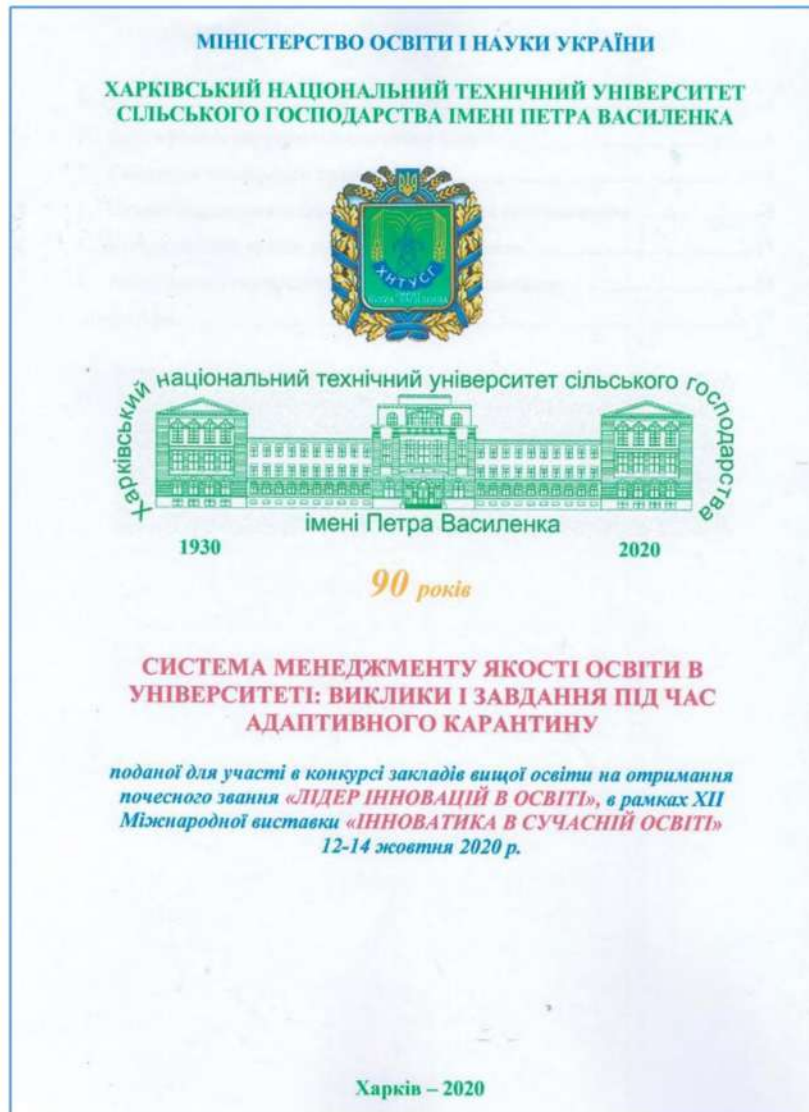 МІНІСТЕРСТВО ОСВІТИ І НАУКИ УКРАЇНИ
ХАРКІВСЬКИЙ НАЦІОНАЛЬНИЙ ТЕХНІЧНИЙ УНІВЕРСИТЕТ
СІЛЬСЬКОГО ГОСПОДАРСТВА ІМЕНІ ПЕТРА ВАСИЛЕНКА
ХНТУСГ
ПЕТРА ВАСИЛЕНКА
Харківський національний технічний університет сільського господарства
імені Петра Василенка
1930 2020
90 років
СИСТЕМА МЕНЕДЖМЕНТУ ЯКОСТІ ОСВІТИ В
УНІВЕРСИТЕТІ: ВИКЛИКИ І ЗАВДАННЯ ПІД ЧАС
АДАПТИВНОГО КАРАНТИНУ
поданої для участі в конкурсі закладів вищої освіти на отримання
почесного звання «ЛІДЕР ІННОВАЦІЙ В ОСВІТІ», в рамках XII
Міжнародної виставки «ІННОВАТИКА В СУЧАСНІЙ ОСВІТІ»
12-14 жовтня 2020 р.
Харків – 2020